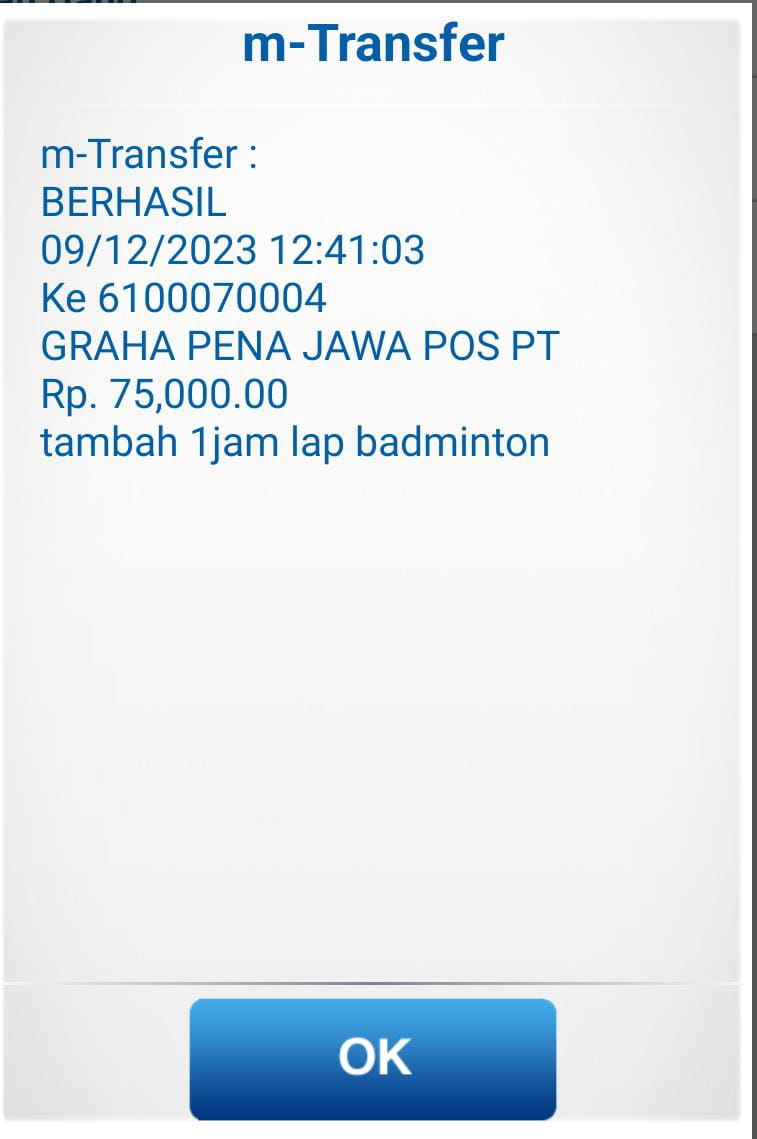 m-Transfer
m-Transfer :
BERHASIL
09/12/2023 12:41:03
Ke 6100070004
GRAHA PENA JAWA POS PT
Rp. 75,000.00
tambah 1jam lap badminton
OK